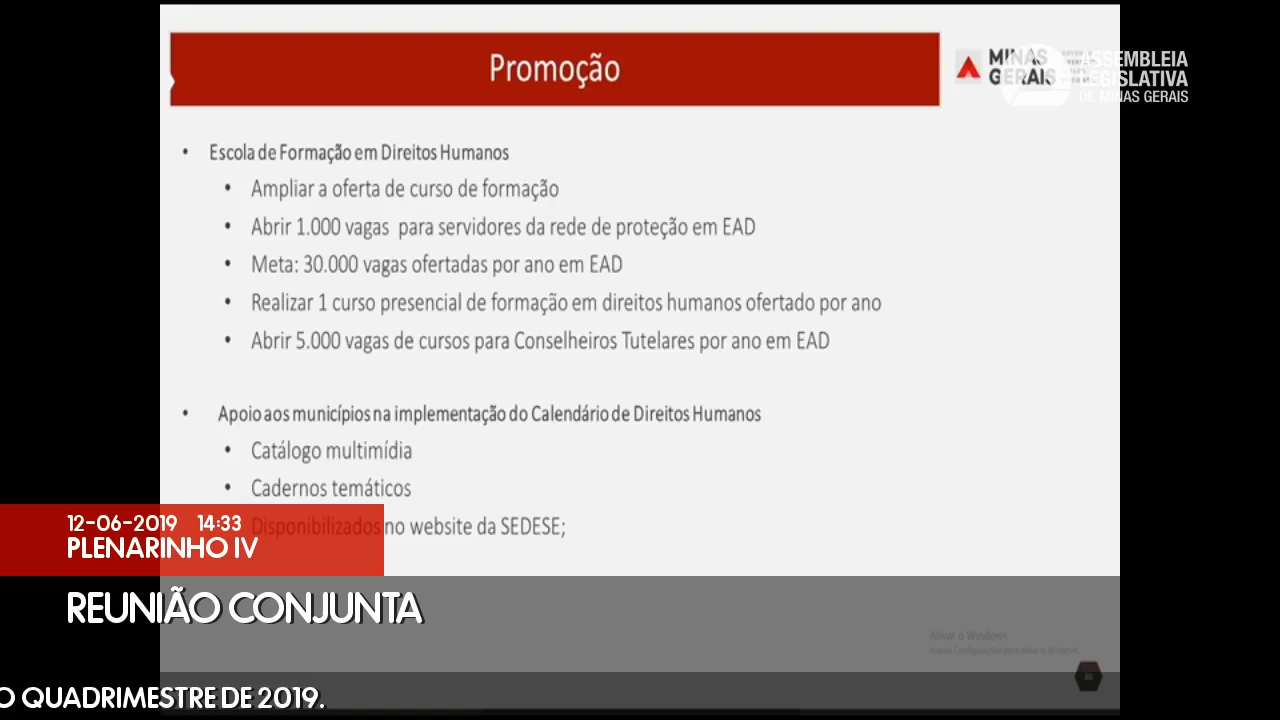 Promoção
MINAS
GERAIS
ASSEMBLEIA
LEGISLATIVA
DE MINAS GERAIS
• Escola de Formação em Direitos Humanos
• Ampliar a oferta de curso de formação
• Abrir 1.000 vagas para servidores da rede de proteção em EAD
• Meta: 30.000 vagas ofertadas por ano em EAD
• Realizar 1 curso presencial de formação em direitos humanos ofertado por ano
• Abrir 5.000 vagas de cursos para Conselheiros Tutelares por ano em EAD
• Apoio aos municípios na implementação do Calendário de Direitos Humanos
• Catálogo multimídia
• Cadernos temáticos
Disponibilizados no website da SEDESE;
12-06-2019 14:33
PLENARINHO IV
REUNIÃO CONJUNTA
Ativar o Windows
O QUADRIMESTRE DE 2019.